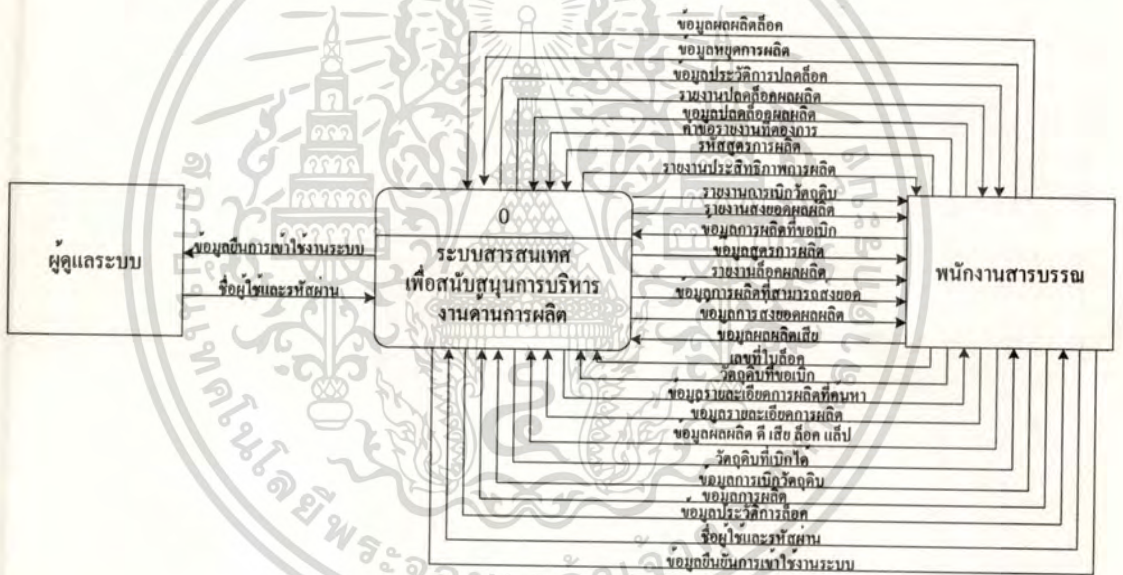 ข้อมูลผลผลิตล็อค
ข้อมูลหยุดการผลิต
ข้อมูลประวัติการปลดล็อค
รายงานปลดล็อคผลผลิต
ข้อมูลปลดล็อคผลผลิต
คำขอรายงานที่ต้องการ
รหัสสูตรการผลิต
รายงานประสิทธิภาพการผลิต
รายงานการเบิกวัตถุดิบ
รายงานส่งยอดผลผลิต
ข้อมูลการผลิตที่ขอเบิก
ข้อมูลสูตรการผลิต
รายงานล็อคผลผลิต
ข้อมูลการผลิตที่สามารถส่งยอด
ข้อมูลการส่งยอดผลผลิต
ข้อมูลผลผลิตเสีย
เลขที่ใบล็อค
วัตถุดิบที่ขอเบิก
ข้อมูลรายละเอียดการผลิตที่ค้นหา
ข้อมูลรายละเอียดการผลิต
ข้อมูลผลผลิต ดี เสีย ล็อค แล็ป
วัตถุดิบที่เบิกได้
ข้อมูลการเบิกวัตถุดิบ
ข้อมูลการผลิต
ข้อมูลประวัติการล็อค
ชื่อผู้ใช้และรหัสผ่าน
ข้อมูลยืนยันการเข้าใช้งานระบบ
ผู้ดูแลระบบ
ข้อมูลยืนการเข้าใช้งานระบบ
ชื่อผู้ใช้และรหัสผ่าน
0
ระบบสารสนเทศ
เพื่อสนับสนุนการบริหาร
งานด้านการผลิต
พนักงานสารบรรณ